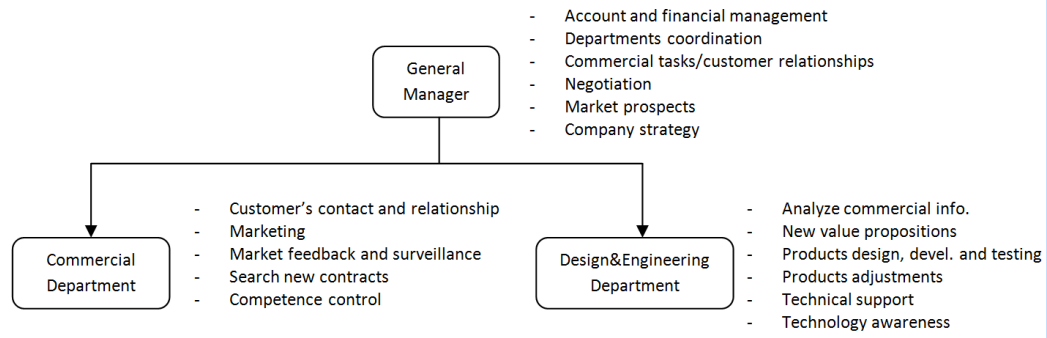 - Account and financial management
- Departments coordination
- Commercial tasks/customer relationships
- Negotiation
- Market prospects
- Company strategy
General
Manager
- Customer’s contact and relationship
- Marketing
- Market feedback and surveillance
- Search new contracts
- Competence control
Commercial
Department
- Analyze commercial info.
- New value propositions
- Products design, devel. and testing
- Products adjustments
- Technical support
- Technology awareness
Design&Engineering
Department